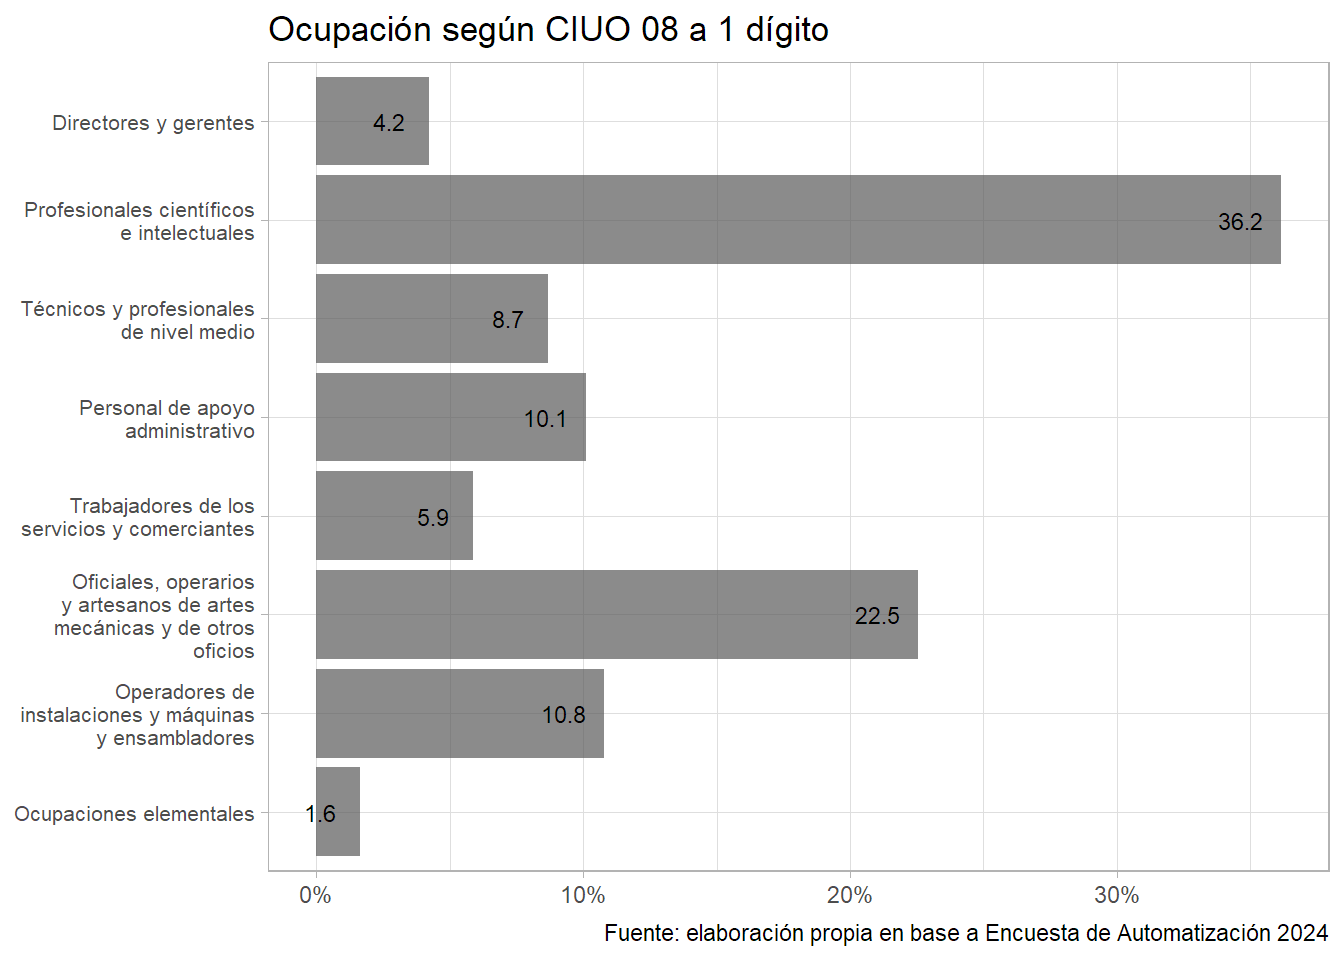 Ocupación según CIUO 08 a 1 dígito
Directores y gerentes
4.2
Profesionales científicos
e intelectuales
36.2
Técnicos y profesionales
de nivel medio
8.7
Personal de apoyo
administrativo
10.1
Trabajadores de los
servicios y comerciantes
5.9
Oficiales, operarios
y artesanos de artes
mecánicas y de otros
oficios
22.5
Operadores de
instalaciones y máquinas
y ensambladores
10.8
Ocupaciones elementales
1.6
0% 10% 20% 30%
Fuente: elaboración propia en base a Encuesta de Automatización 2024